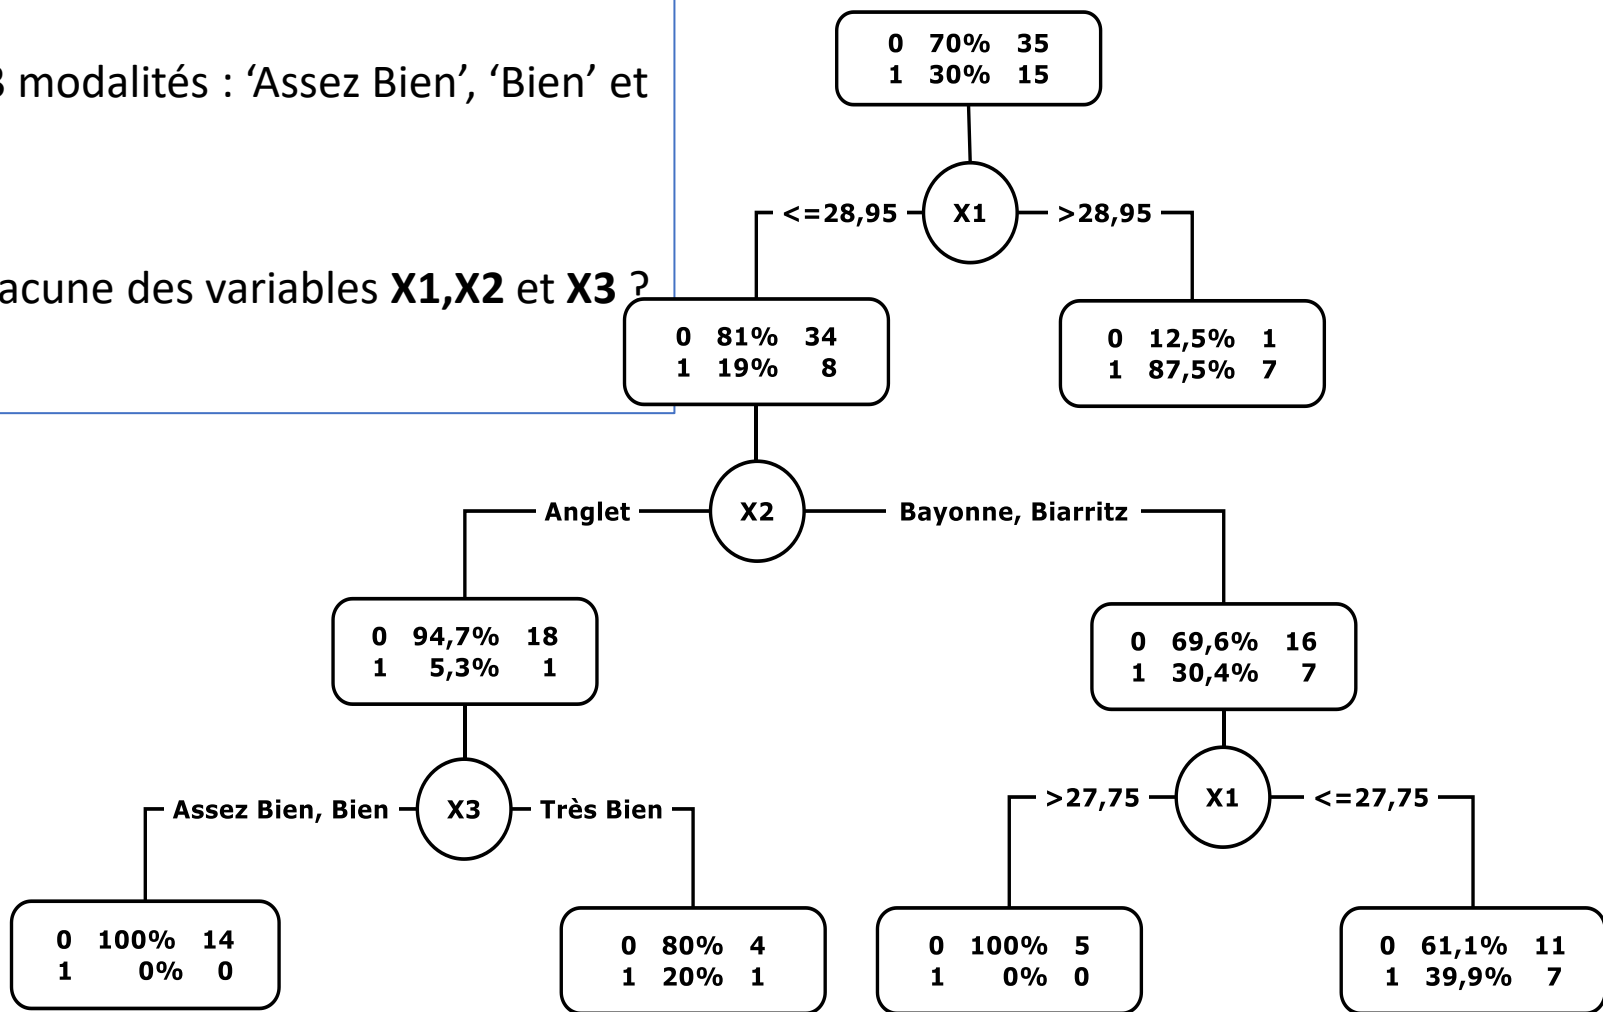 3 modalités : ‘Assez Bien’, ‘Bien’ et
acune des variables X1,X2 et X3 ?
0 70% 35
1 30% 15
<=28,95
X1
>28,95
0 81% 34
1 19% 8
0 12,5% 1
1 87,5% 7
Anglet
X2
Bayonne, Biarritz
0 94,7% 18
1 5,3% 1
0 69,6% 16
1 30,4% 7
Assez Bien, Bien
X3
Très Bien
>27,75
X1
<=27,75
0 100% 14
1 0% 0
0 80% 4
1 20% 1
0 100% 5
1 0% 0
0 61,1% 11
1 39,9% 7